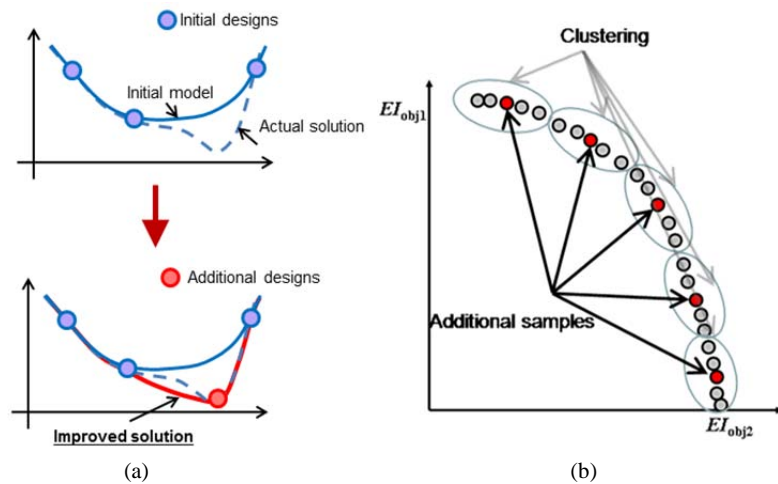 Initial designs
Initial model
Actual solution
Additional designs
Improved solution
(a)
Clustering
EIobj1
Additional samples
EIobj2
(b)